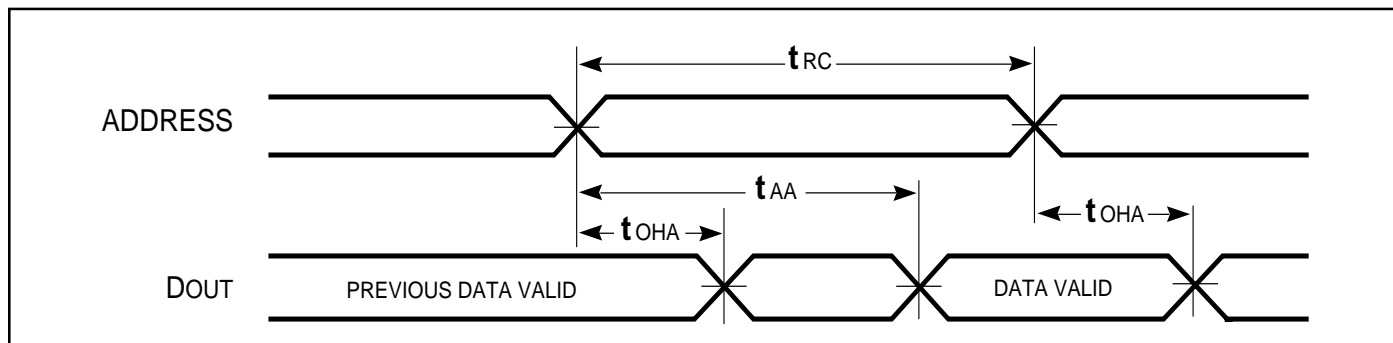 tRC
ADDRESS
tAA
tOHA
tOHA
DOUT
PREVIOUS DATA VALID
DATA VALID